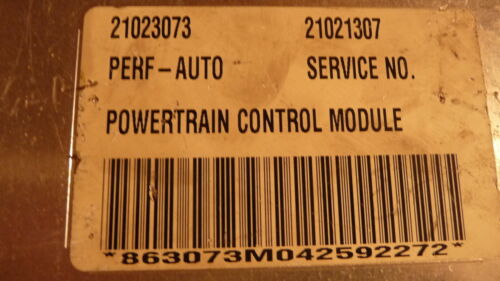 21023073 21021307
PERF-AUTO SERVICE NO.
POWERTRAIN CONTROL MODULE
*863073M042592272*